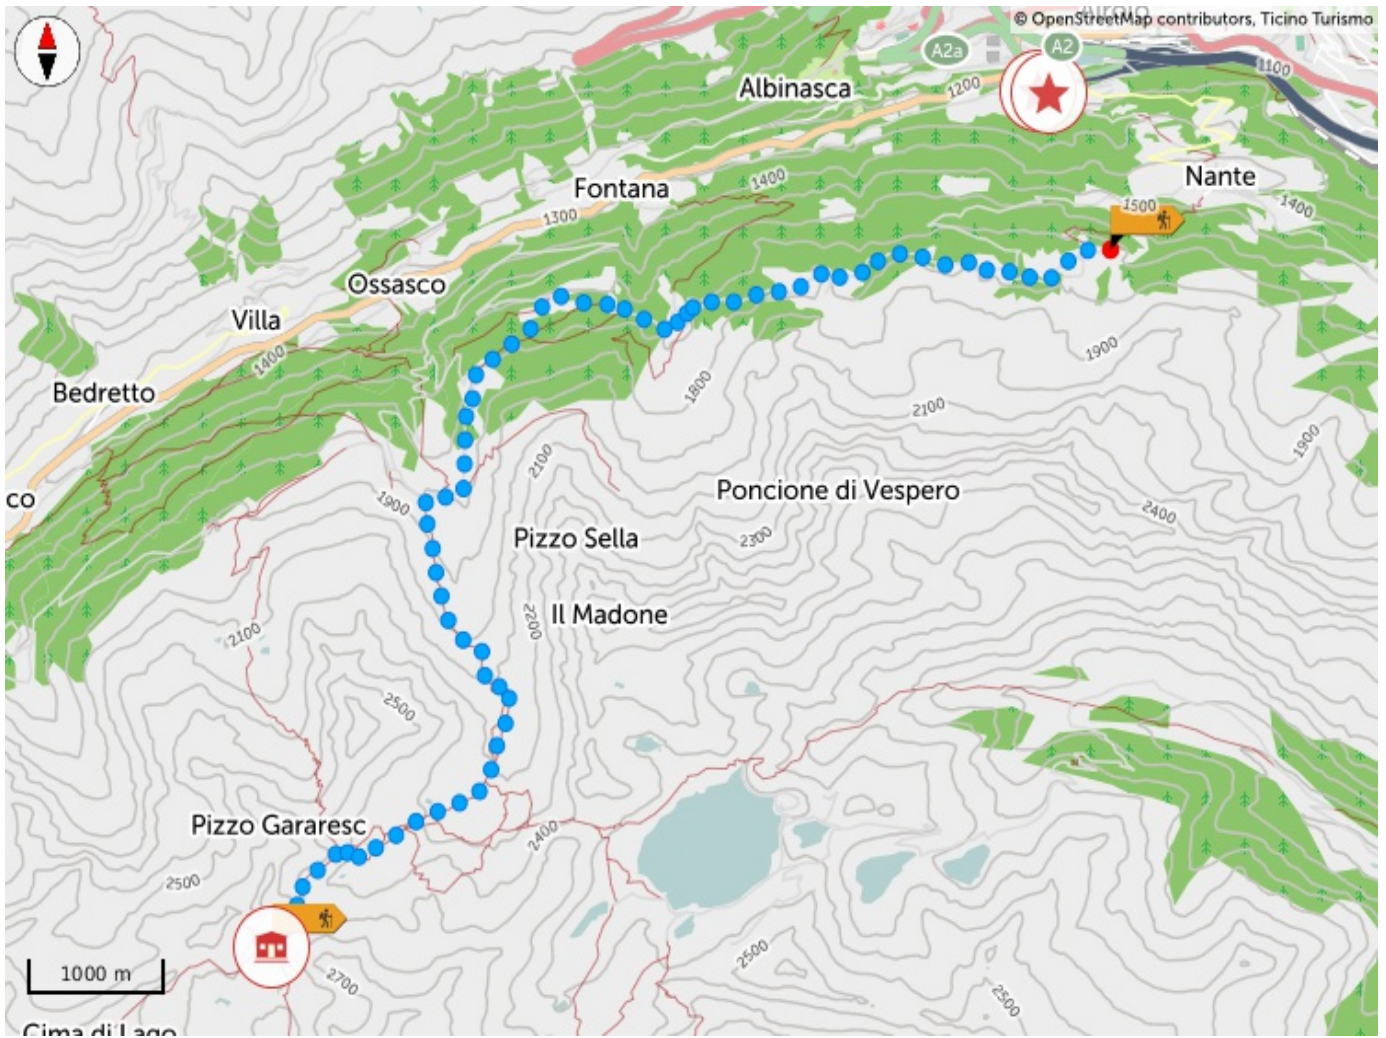 © OpenStreetMap contributors, Ticino Turismo
A2a
A2
1100
Albinasca
1200
Nante
Fontana
1400
1400
1500
1300
Ossasco
Villa
1400
1900
Bedretto
1800
2100
1900
2100
co
1900
Poncione di Vespero
2400
Pizzo Sella
2300
2200
Il Madone
2100
2500
Pizzo Gararesc
2400
2500
2500
1000 m
2700
2500
Cima di Lago